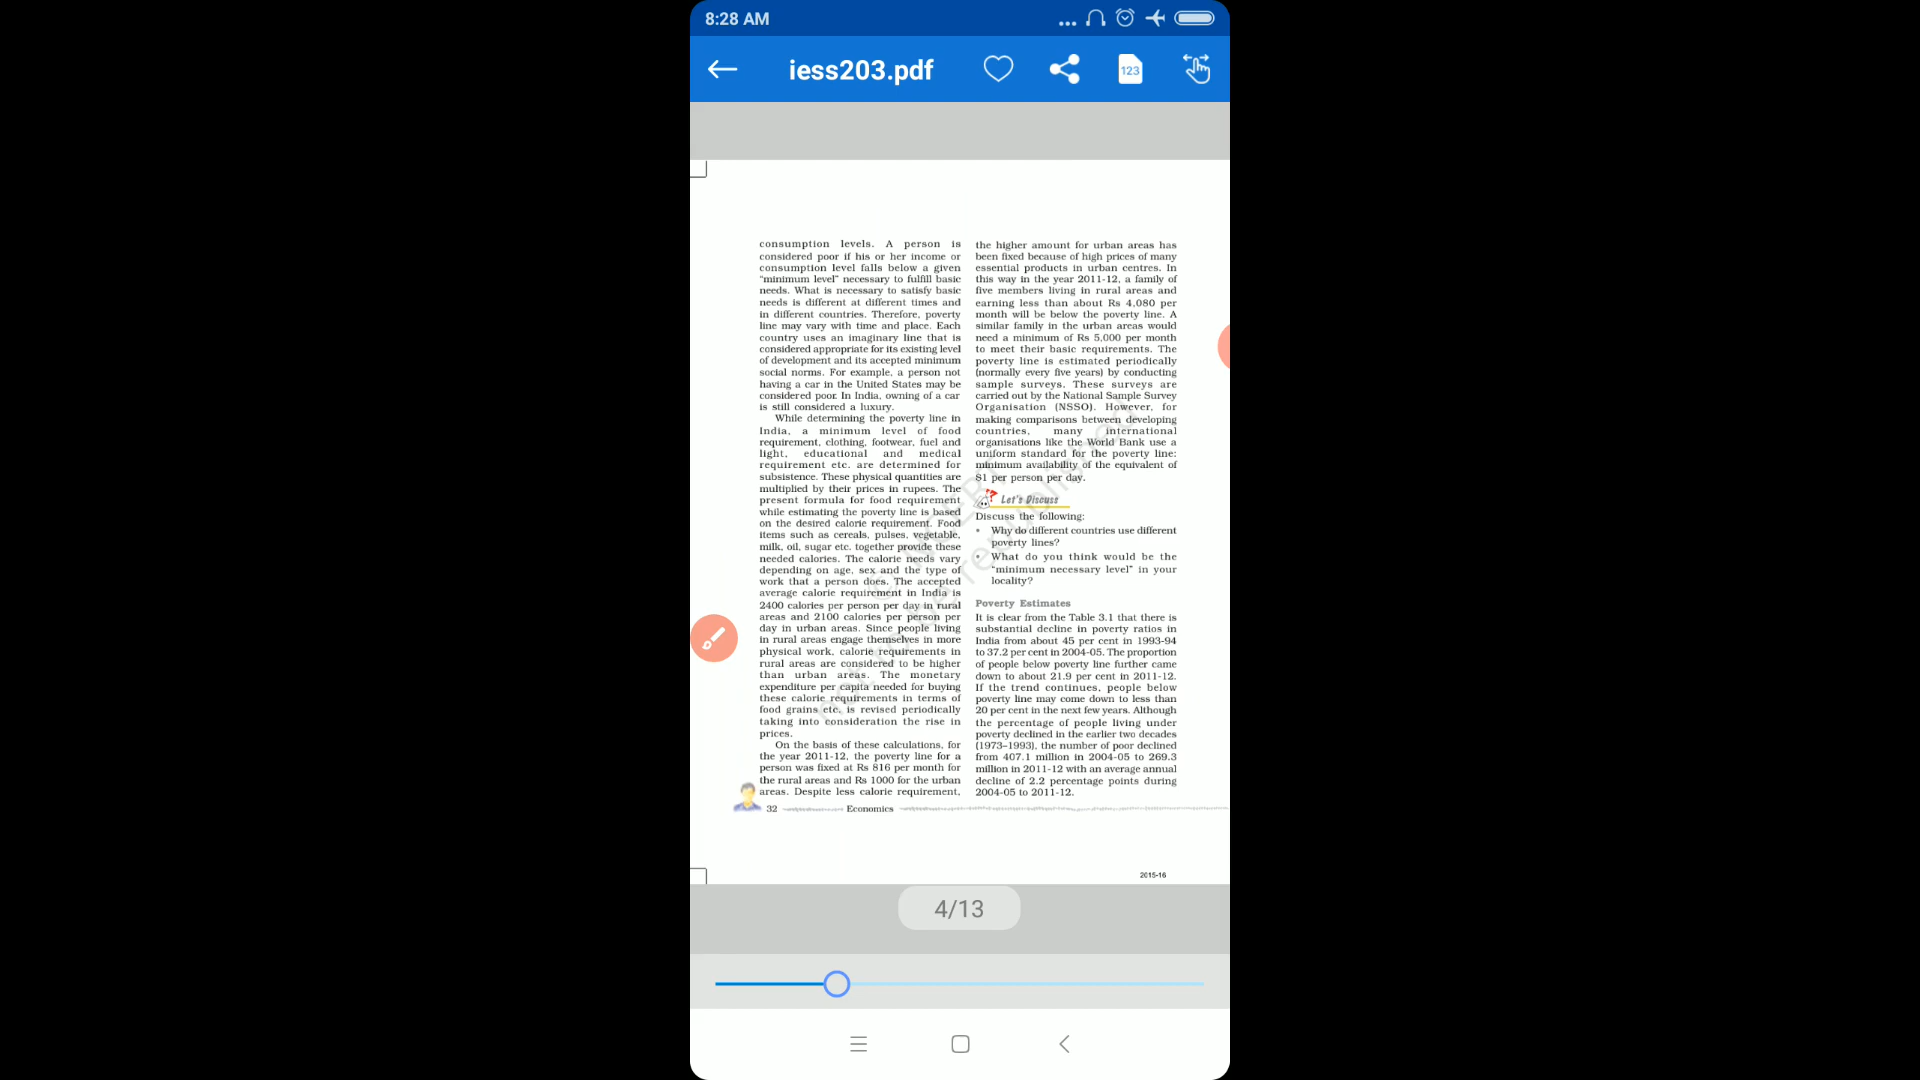 8:28 AM
iess203.pdf
123
consumption levels. A person is
considered poor if his or her income or
consumption level falls below a given
“minimum level” necessary to fulfill basic
needs. What is necessary to satisfy basic
needs is different at different times and
in different countries. Therefore, poverty
line may vary with time and place. Each
country uses an imaginary line that is
considered appropriate for its existing level
of development and its accepted minimum
social norms. For example, a person not
having a car in the United States may be
considered poor. In India, owning of a car
is still considered a luxury.
While determining the poverty line in
India, a minimum level of food
requirement, clothing, footwear, fuel and
light, educational and medical
requirement etc. are determined for
subsistence. These physical quantities are
multiplied by their prices in rupees. The
present formula for food requirement
while estimating the poverty line is based
on the desired calorie requirement. Food
items such as cereals, pulses, vegetable,
milk, oil, sugar etc. together provide these
needed calories. The calorie needs vary
depending on age, sex and the type of
work that a person does. The accepted
average calorie requirement in India is
2400 calories per person per day in rural
areas and 2100 calories per person per
day in urban areas. Since people living
in rural areas engage themselves in more
physical work, calorie requirements in
rural areas are considered to be higher
than urban areas. The monetary
expenditure per capita needed for buying
these calorie requirements in terms of
food grains etc. is revised periodically
taking into consideration the rise in
prices.
On the basis of these calculations, for
the year 2011-12, the poverty line for a
person was fixed at Rs 816 per month for
the rural areas and Rs 1000 for the urban
areas. Despite less calorie requirement,
the higher amount for urban areas has
been fixed because of high prices of many
essential products in urban centres. In
this way in the year 2011-12, a family of
five members living in rural areas and
earning less than about Rs 4,080 per
month will be below the poverty line. A
similar family in the urban areas would
need a minimum of Rs 5,000 per month
to meet their basic requirements. The
poverty line is estimated periodically
(normally every five years) by conducting
sample surveys. These surveys are
carried out by the National Sample Survey
Organisation (NSSO). However, for
making comparisons between developing
countries, many international
organisations like the World Bank use a
uniform standard for the poverty line:
minimum availability of the equivalent of
$1 per person per day.
Let's Discuss
Discuss the following:
• Why do different countries use different
poverty lines?
• What do you think would be the
“minimum necessary level” in your
locality?
Poverty Estimates
It is clear from the Table 3.1 that there is
substantial decline in poverty ratios in
India from about 45 per cent in 1993-94
to 37.2 per cent in 2004-05. The proportion
of people below poverty line further came
down to about 21.9 per cent in 2011-12.
If the trend continues, people below
poverty line may come down to less than
20 per cent in the next few years. Although
the percentage of people living under
poverty declined in the earlier two decades
(1973–1993), the number of poor declined
from 407.1 million in 2004-05 to 269.3
million in 2011-12 with an average annual
decline of 2.2 percentage points during
2004-05 to 2011-12.
32 Economics
© NCERT
not to be republished
2015-16
4/13